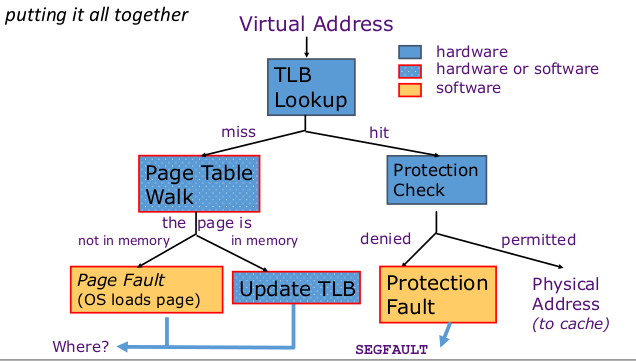 putting it all together
Virtual Address
hardware
hardware or software
software
TLB
Lookup
miss
hit
Page Table
Walk
Protection
Check
the page is
not in memory
in memory
denied
permitted
Page Fault
(OS loads page)
Update TLB
Protection
Fault
Physical
Address
(to cache)
Where?
SEGFAULT